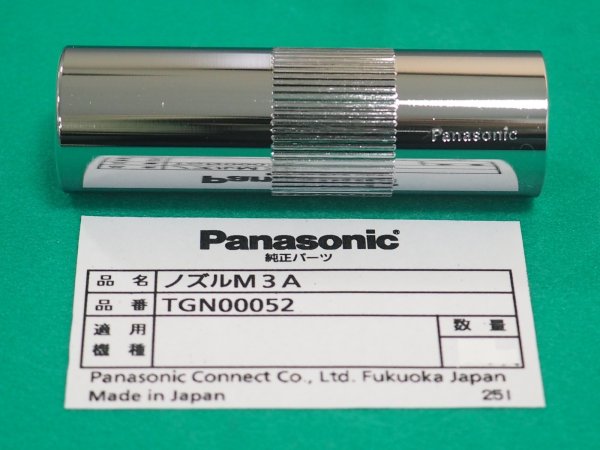 Panasonic
Panasonic
純正パーツ
品名 ノズルM3A
品番 TGN00052
適用機種
数量
Panasonic Connect Co., Ltd. Fukuoka Japan
Made in Japan 251